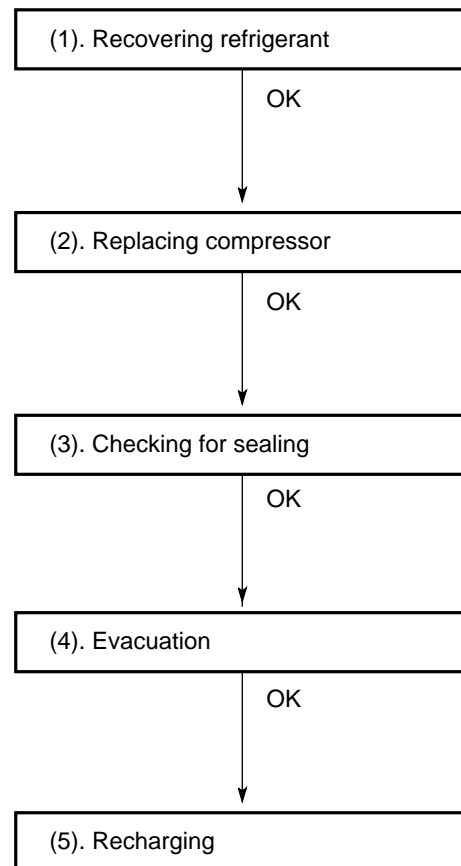 (1). Recovering refrigerant
OK
(2). Replacing compressor
OK
(3). Checking for sealing
OK
(4). Evacuation
OK
(5). Recharging